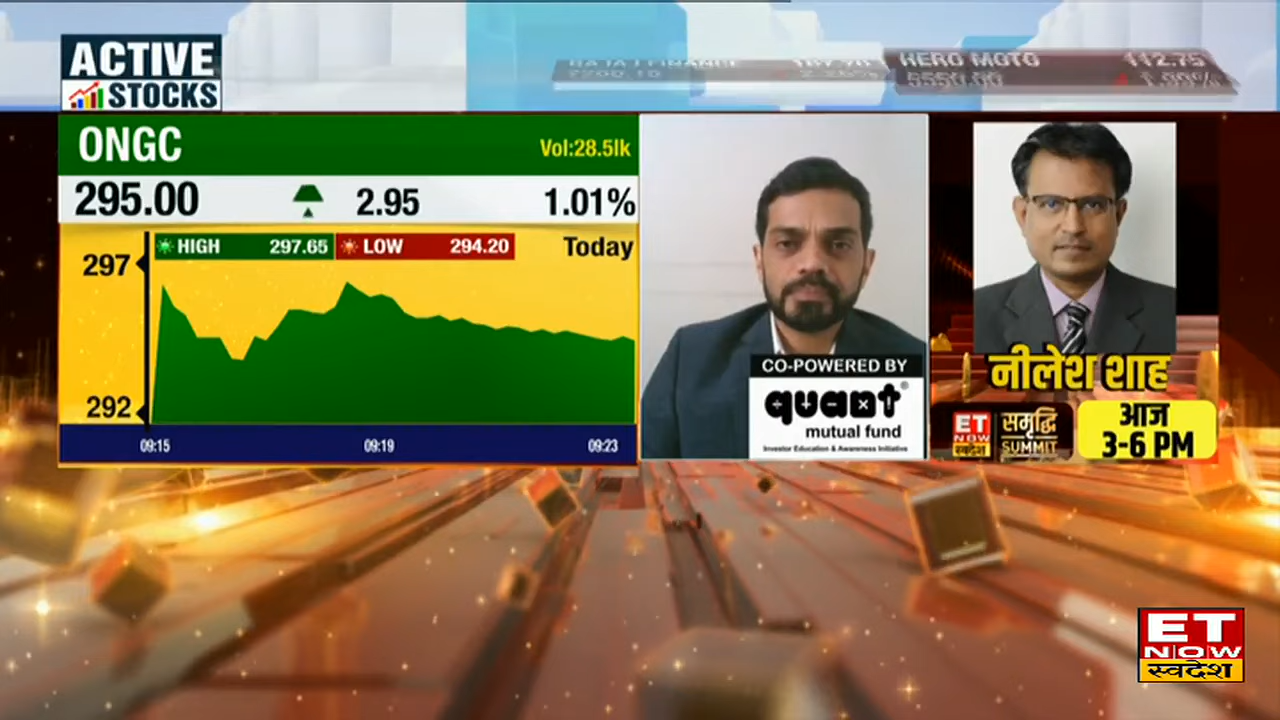 ACTIVE
STOCKS
HERO MOTO 112.75
ONGC
Vol:28.5lk
295.00 2.95 1.01%
HIGH 297.65 LOW 294.20 Today
297
292
09:15 09:19 09:23
CO-POWERED BY
quant
mutual fund
Investor Education & Awareness Initiative
नीलेश शाह
ET
NOW
स्वदेश
समृद्धि
SUMMIT
आज
3-6 PM
ET
NOW
स्वदेश